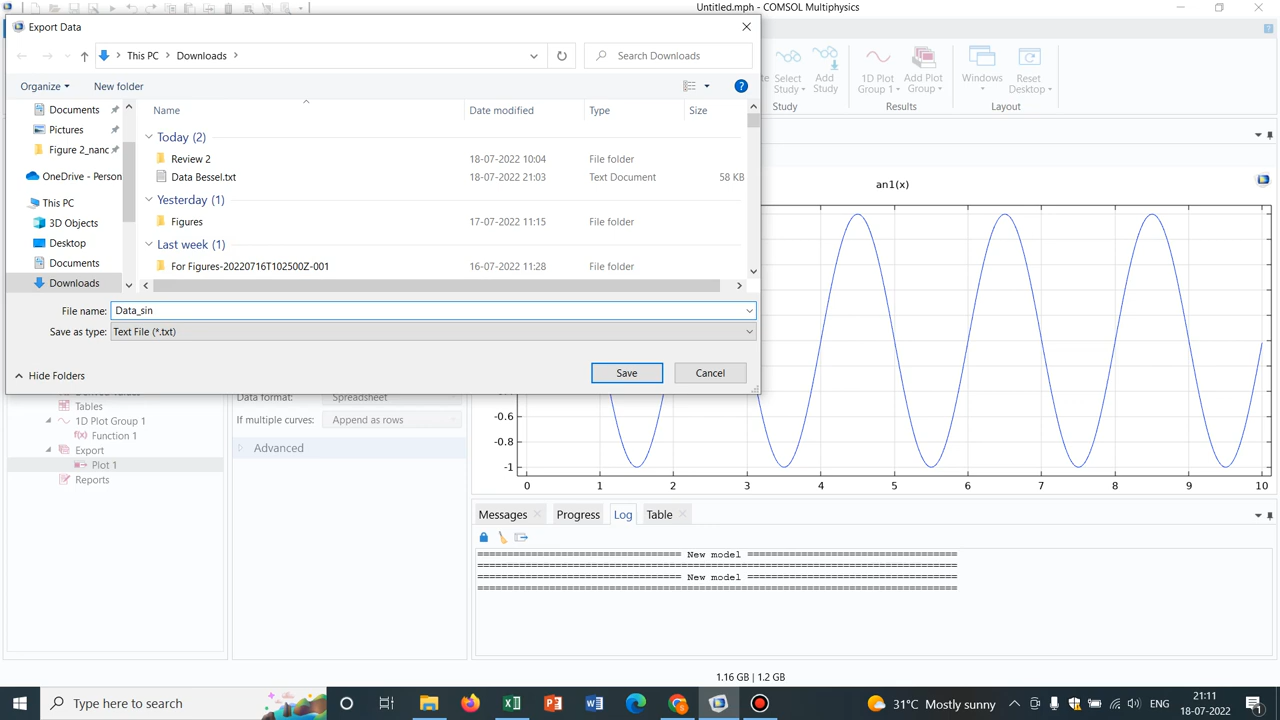 Untitled.mph - COMSOL Multiphysics
Export Data
This PC > Downloads >
Search Downloads
Organize
New folder
Name
Date modified
Type
Size
Documents
Pictures
Figure 2_nanc
OneDrive - Person
This PC
3D Objects
Desktop
Documents
Downloads
Today (2)
Review 2 18-07-2022 10:04 File folder
Data Bessel.txt 18-07-2022 21:03 Text Document 58 KB
Yesterday (1)
Figures 17-07-2022 11:15 File folder
Last week (1)
For Figures-20220716T102500Z-001 16-07-2022 11:28 File folder
File name: Data_sin
Save as type: Text File (*.txt)
Hide Folders
Save
Cancel
Select
Study
Add
Study
Study
1D Plot
Group 1
Add Plot
Group
Results
Windows
Reset
Desktop
Layout
an1(x)
-0.6
-0.8
-1
0 1 2 3 4 5 6 7 8 9 10
Tables
1D Plot Group 1
Function 1
Export
Plot 1
Reports
Data format: Spreadsheet
If multiple curves: Append as rows
Advanced
Messages
Progress
Log
Table
================================== New model ===================================
================================================================================
================================== New model ===================================
================================================================================
1.16 GB | 1.2 GB
Type here to search
31°C Mostly sunny
ENG
21:11
18-07-2022
1